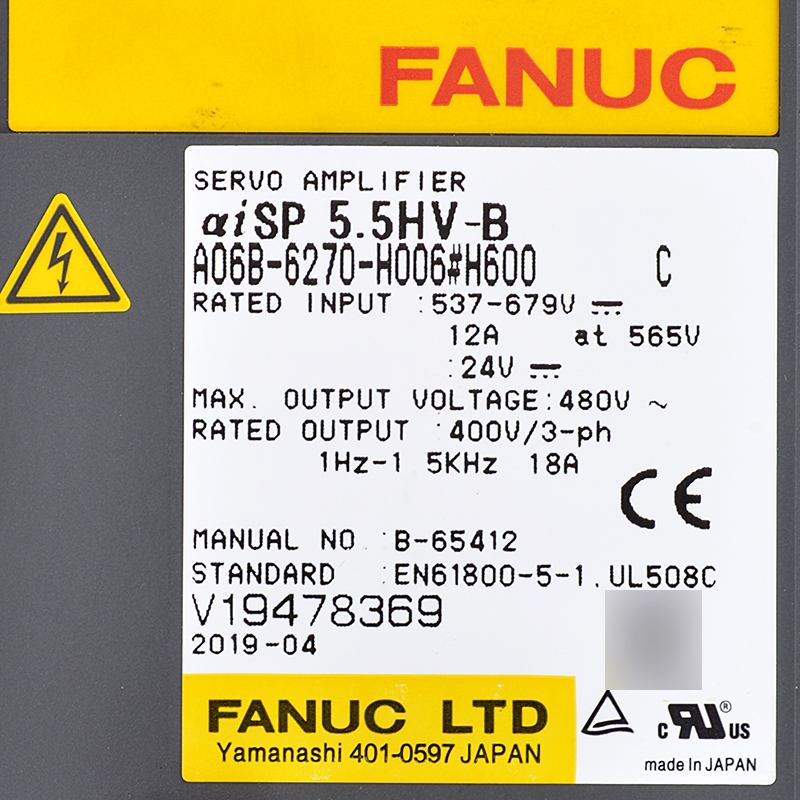 FANUC
SERVO AMPLIFIER
αiSP 5.5HV-B
A06B-6270-H006#H600 C
RATED INPUT :537-679V ⎓
12A at 565V
:24V ⎓
MAX. OUTPUT VOLTAGE:480V ~
RATED OUTPUT :400V/3-ph
1Hz-1 5KHz 18A
CE
MANUAL NO :B-65412
STANDARD :EN61800-5-1.UL508C
V19478369
2019-04
FANUC LTD
Yamanashi 401-0597 JAPAN
c RU® US
made In JAPAN